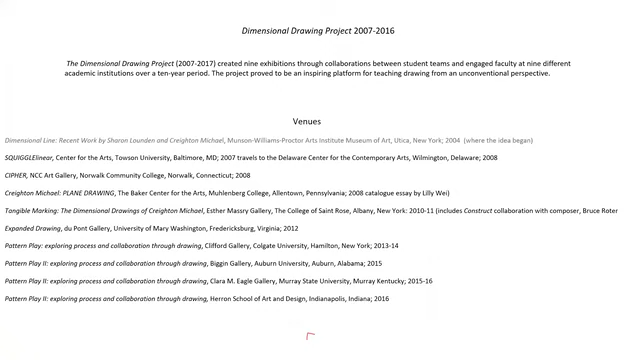 Dimensional Drawing Project 2007-2016
The Dimensional Drawing Project (2007-2017) created nine exhibitions through collaborations between student teams and engaged faculty at nine different
academic institutions over a ten-year period. The project proved to be an inspiring platform for teaching drawing from an unconventional perspective.
Venues
Dimensional Line: Recent Work by Sharon Lounden and Creighton Michael, Munson-Williams-Proctor Arts Institute Museum of Art, Utica, New York; 2004 (where the idea began)
SQUIGGLElinear, Center for the Arts, Towson University, Baltimore, MD; 2007 travels to the Delaware Center for the Contemporary Arts, Wilmington, Delaware; 2008
CIPHER, NCC Art Gallery, Norwalk Community College, Norwalk, Connecticut; 2008
Creighton Michael: PLANE DRAWING, The Baker Center for the Arts, Muhlenberg College, Allentown, Pennsylvania; 2008 catalogue essay by Lilly Wei)
Tangible Marking: The Dimensional Drawings of Creighton Michael, Esther Massry Gallery, The College of Saint Rose, Albany, New York: 2010-11 (includes Construct collaboration with composer, Bruce Roter
Expanded Drawing, du Pont Gallery, University of Mary Washington, Fredericksburg, Virginia; 2012
Pattern Play: exploring process and collaboration through drawing, Clifford Gallery, Colgate University, Hamilton, New York; 2013-14
Pattern Play II: exploring process and collaboration through drawing, Biggin Gallery, Auburn University, Auburn, Alabama; 2015
Pattern Play II: exploring process and collaboration through drawing, Clara M. Eagle Gallery, Murray State University, Murray Kentucky; 2015-16
Pattern Play II: exploring process and collaboration through drawing, Herron School of Art and Design, Indianapolis, Indiana; 2016